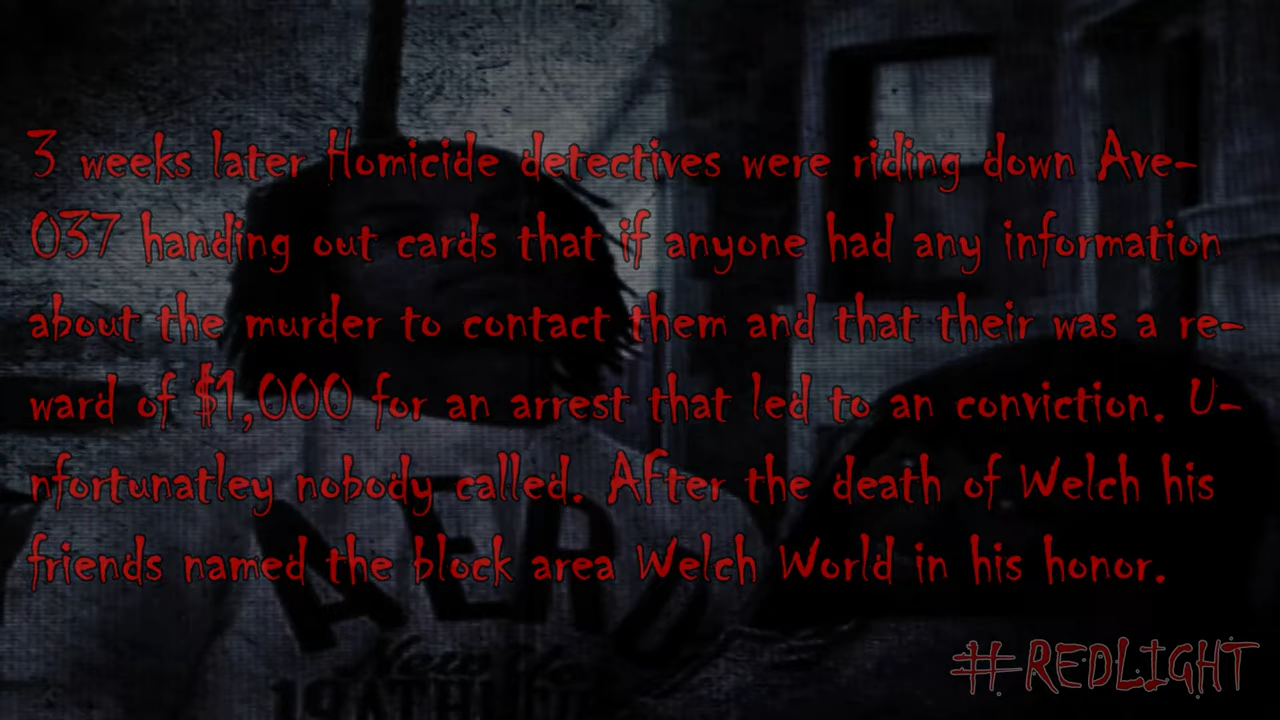 3 weeks later Homicide detectives were riding down Ave-
037 handing out cards that if anyone had any information
about the murder to contact them and that their was a re-
ward of $1,000 for an arrest that led to an conviction. U-
nfortunatley nobody called. After the death of Welch his
friends named the block area Welch World in his honor.
AERO
New York
#REDLIGHT